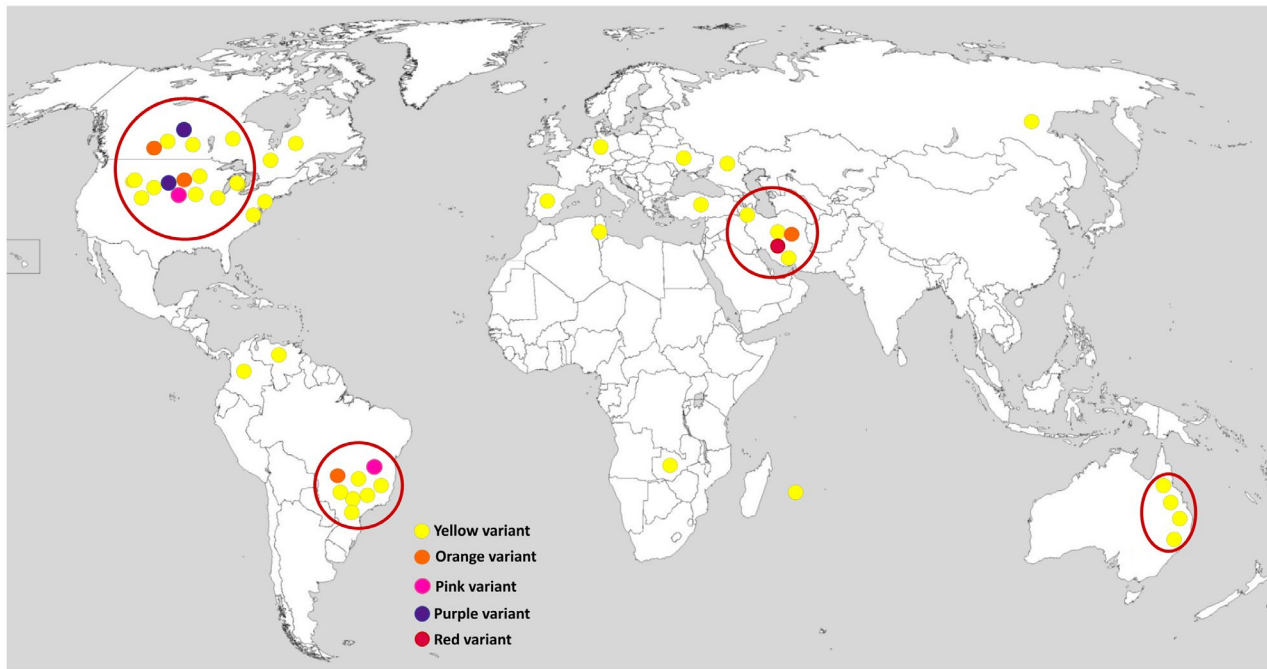 Yellow variant
Orange variant
Pink variant
Purple variant
Red variant